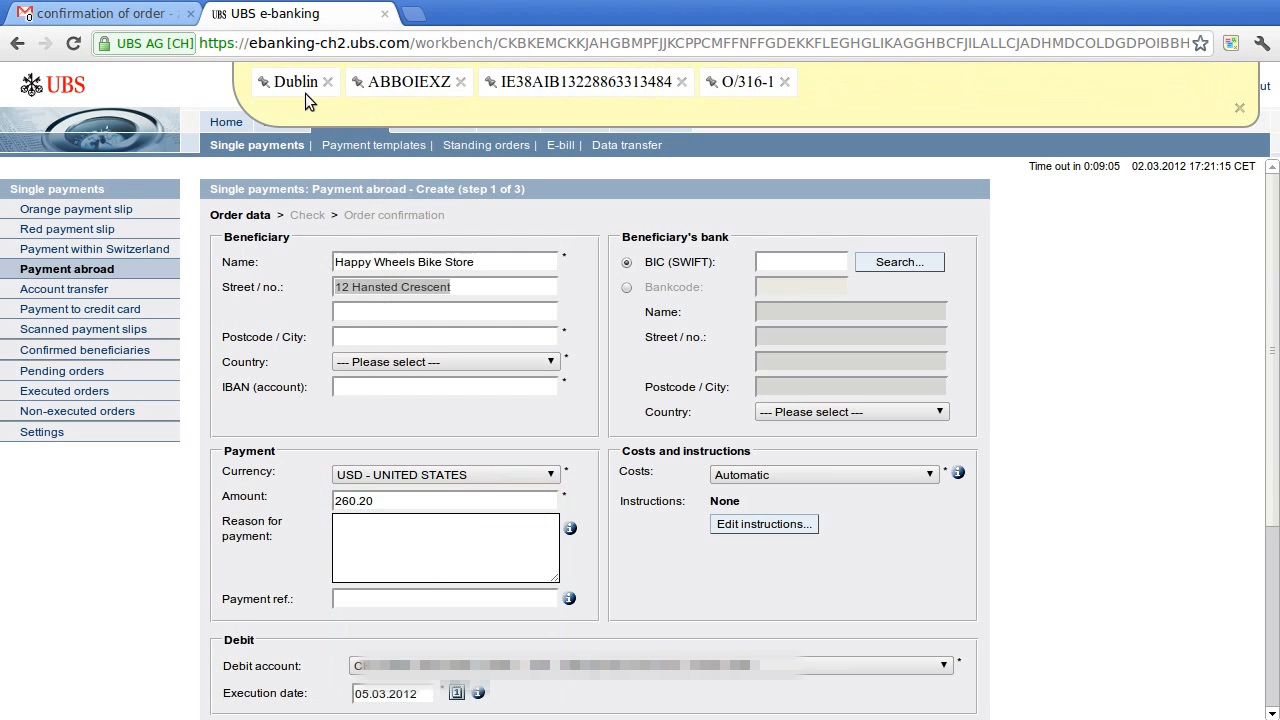 confirmation of order -
UBS UBS e-banking
UBS AG [CH] https://ebanking-ch2.ubs.com/workbench/CKBKEMCKKJAHGBMPFJJKCPPCMFFNFFGDEKKFLEGHGLIKAGGHBCFJILALLCJADHMDCOLDGDPOIBBH
UBS
Dublin ABBOIEXZ IE38AIB13228863313484 O/316-1
ut
Home
Single payments | Payment templates | Standing orders | E-bill | Data transfer
Time out in 0:09:05 02.03.2012 17:21:15 CET
Single payments
Orange payment slip
Red payment slip
Payment within Switzerland
Payment abroad
Account transfer
Payment to credit card
Scanned payment slips
Confirmed beneficiaries
Pending orders
Executed orders
Non-executed orders
Settings
Single payments: Payment abroad - Create (step 1 of 3)
Order data > Check > Order confirmation
Beneficiary
Name: Happy Wheels Bike Store *
Street / no.: 12 Hansted Crescent
Postcode / City: *
Country: --- Please select --- *
IBAN (account): *
Beneficiary's bank
BIC (SWIFT): Search...
Bankcode:
Name:
Street / no.:
Postcode / City:
Country: --- Please select ---
Payment
Currency: USD - UNITED STATES *
Amount: 260.20 *
Reason for
payment:
Payment ref.:
Costs and instructions
Costs: Automatic *
Instructions: None
Edit instructions...
Debit
Debit account: *
Execution date: 05.03.2012 *